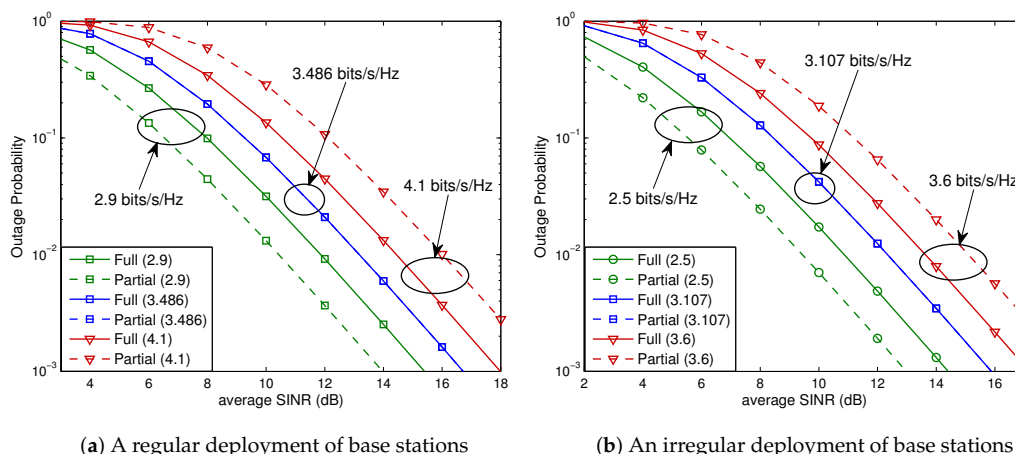 10⁰
10⁻¹
10⁻²
10⁻³
Outage Probability
3.486 bits/s/Hz
2.9 bits/s/Hz
4.1 bits/s/Hz
Full (2.9)
Partial (2.9)
Full (3.486)
Partial (3.486)
Full (4.1)
Partial (4.1)
4 6 8 10 12 14 16 18
average SINR (dB)
(a) A regular deployment of base stations
10⁰
10⁻¹
10⁻²
10⁻³
Outage Probability
3.107 bits/s/Hz
2.5 bits/s/Hz
3.6 bits/s/Hz
Full (2.5)
Partial (2.5)
Full (3.107)
Partial (3.107)
Full (3.6)
Partial (3.6)
2 4 6 8 10 12 14 16
average SINR (dB)
(b) An irregular deployment of base stations